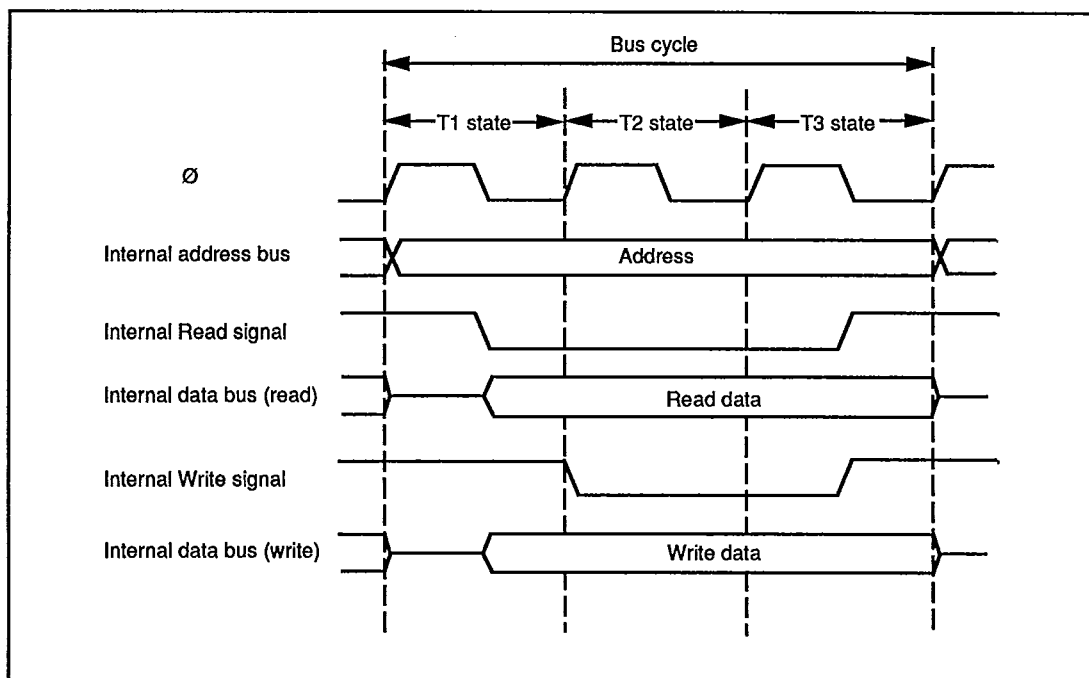 Bus cycle
T1 state
T2 state
T3 state
Ø
Internal address bus
Address
Internal Read signal
Internal data bus (read)
Read data
Internal Write signal
Internal data bus (write)
Write data